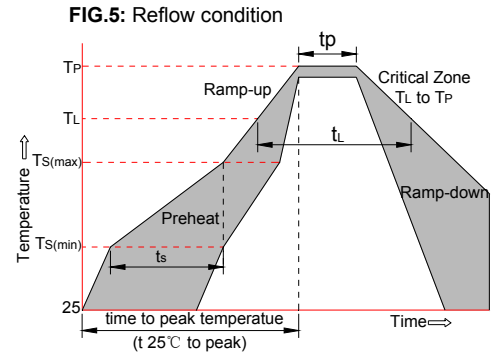 FIG.5: Reflow condition
tp
TP
Ramp-up
Critical Zone
TL to TP
TL
tL
TS(max)
Temperature
Preheat
Ramp-down
TS(min)
ts
25
time to peak temperatue
Time
(t 25℃ to peak)